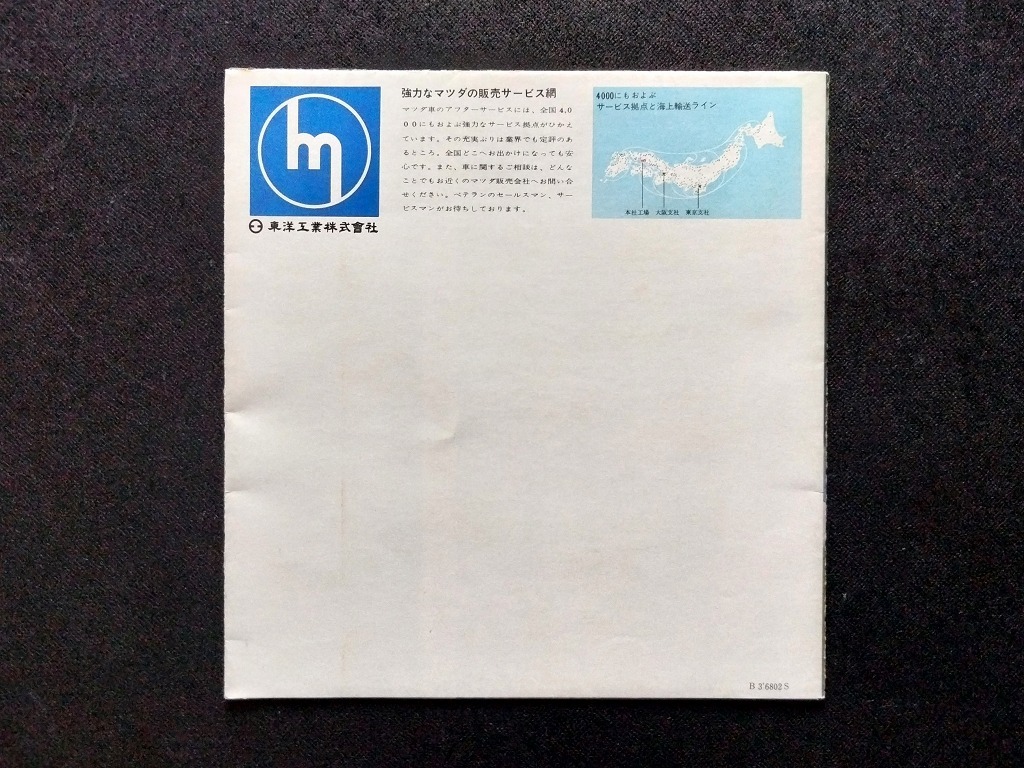 強力なマツダの販売サービス網
マツダ車のアフターサービスには、全国4,0
00にもおよぶ強力なサービス拠点がひかえ
ています。その充実ぶりは業界でも定評のあ
るところ。全国どこへお出かけになっても安
心です。また、車に関するご相談は、どんな
ことでもお近くのマツダ販売会社へお問い合
せください。ベテランのセールスマン、サー
ビスマンがお待ちしております。
東洋工業株式會社
4000にもおよぶ
サービス拠点と海上輸送ライン
本社工場 大阪支社 東京支社
B 3'6802 S